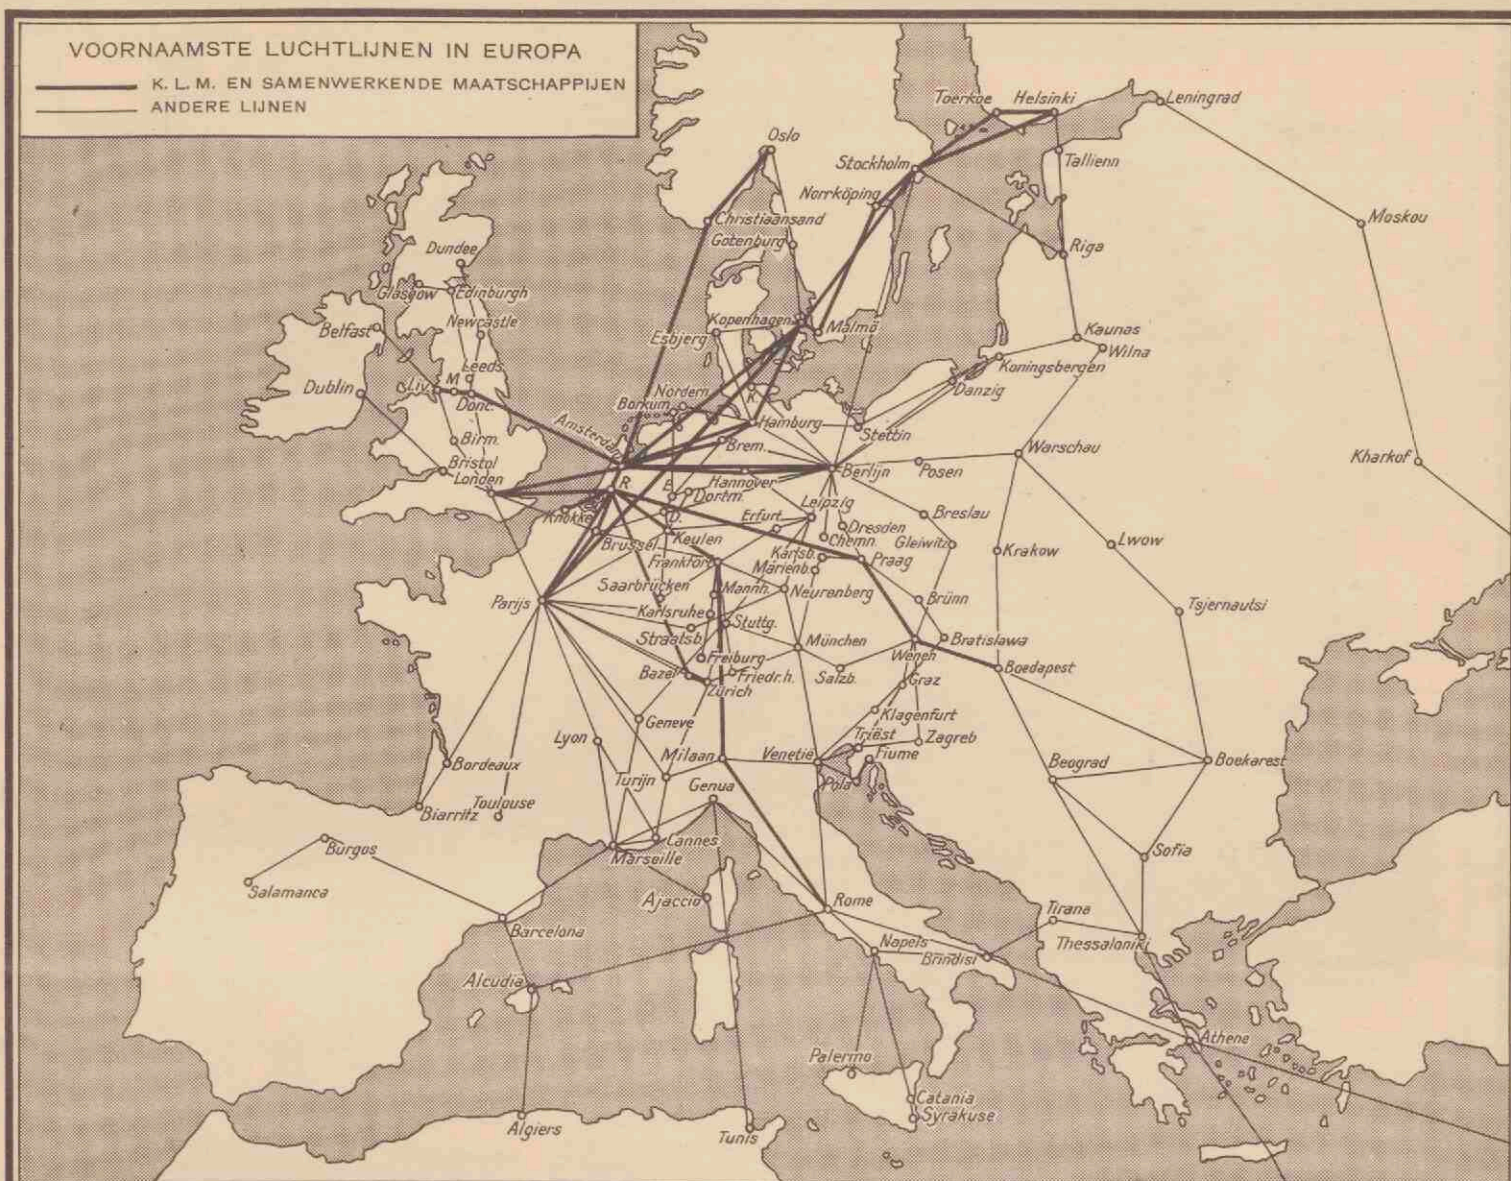 VOORNAAMSTE LUCHTLIJNEN IN EUROPA
K. L. M. EN SAMENWERKENDE MAATSCHAPPIJEN
ANDERE LIJNEN
Toerkoe
Helsinki
Leningrad
Oslo
Stockholm
Tallienn
Norrköping
Christiaansand
Gotenburg
Moskou
Riga
Dundee
Glasgow
Edinburgh
Newcastle
Belfast
Esbjerg
Kopenhagen
Malmö
Kaunas
Wilna
Koningsbergen
Leeds
Dublin
Liv.
M
Donc.
Nordern.
Borkum
K.
Danzig
Amsterdam
Hamburg
Brem.
Stettin
Birm.
Bristol
Londen
Hannover
Berlijn
Posen
Warschau
Kharkof
R
E
Dortm.
Leipzig
Breslau
Knokke
D.
Erfurt
Dresden
Chemn.
Gleiwitz
Krakow
Lwow
Brussel
Keulen
Frankfort
Karlsb.
Mariënb.
Praag
Saarbrücken
Mannh.
Neurenberg
Parijs
Karlsruhe
Brünn
Tsjernautsi
Straatsb.
Stuttg.
München
Wenen
Bratislawa
Freiburg
Bazel
Friedr.h.
Zürich
Salzb.
Graz
Boedapest
Geneve
Klagenfurt
Lyon
Milaan
Venetië
Triëst
Zagreb
Fiume
Bordeaux
Turijn
Pola
Beograd
Boekarest
Genua
Biarritz
Toulouse
Cannes
Marseille
Burgos
Sofia
Salamanca
Ajaccio
Rome
Tirana
Barcelona
Thessaloniki
Napels
Brindisi
Alcudia
Athene
Palermo
Catania
Syrakuse
Algiers
Tunis